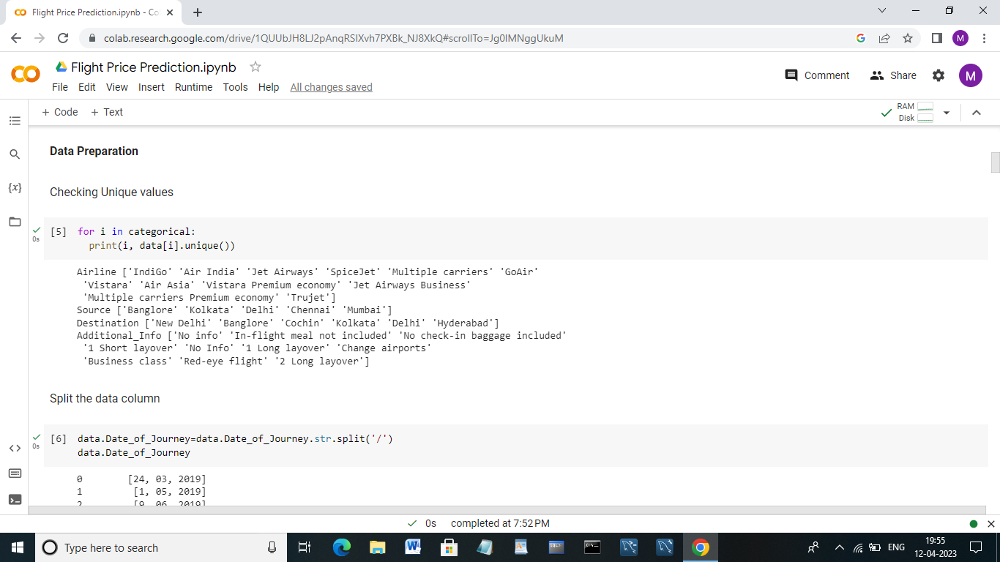 Flight Price Prediction.ipynb - Co
colab.research.google.com/drive/1QUUbJH8LJ2pAnqRSIXvh7PXBk_NJ8XkQ#scrollTo=Jg0IMNggUkuM
M
Flight Price Prediction.ipynb
Comment
Share
M
File Edit View Insert Runtime Tools Help All changes saved
+ Code + Text
RAM
Disk
Data Preparation
Checking Unique values
{x}
[5] for i in categorical:
0s
print(i, data[i].unique())
Airline ['IndiGo' 'Air India' 'Jet Airways' 'SpiceJet' 'Multiple carriers' 'GoAir'
'Vistara' 'Air Asia' 'Vistara Premium economy' 'Jet Airways Business'
'Multiple carriers Premium economy' 'Trujet']
Source ['Banglore' 'Kolkata' 'Delhi' 'Chennai' 'Mumbai']
Destination ['New Delhi' 'Banglore' 'Cochin' 'Kolkata' 'Delhi' 'Hyderabad']
Additional_Info ['No info' 'In-flight meal not included' 'No check-in baggage included'
'1 Short layover' 'No Info' '1 Long layover' 'Change airports'
'Business class' 'Red-eye flight' '2 Long layover']
Split the data column
[6] data.Date_of_Journey=data.Date_of_Journey.str.split('/')
0s
data.Date_of_Journey
0 [24, 03, 2019]
1 [1, 05, 2019]
2 [9, 06, 2019]
0s completed at 7:52 PM
Type here to search
ENG
19:55
12-04-2023